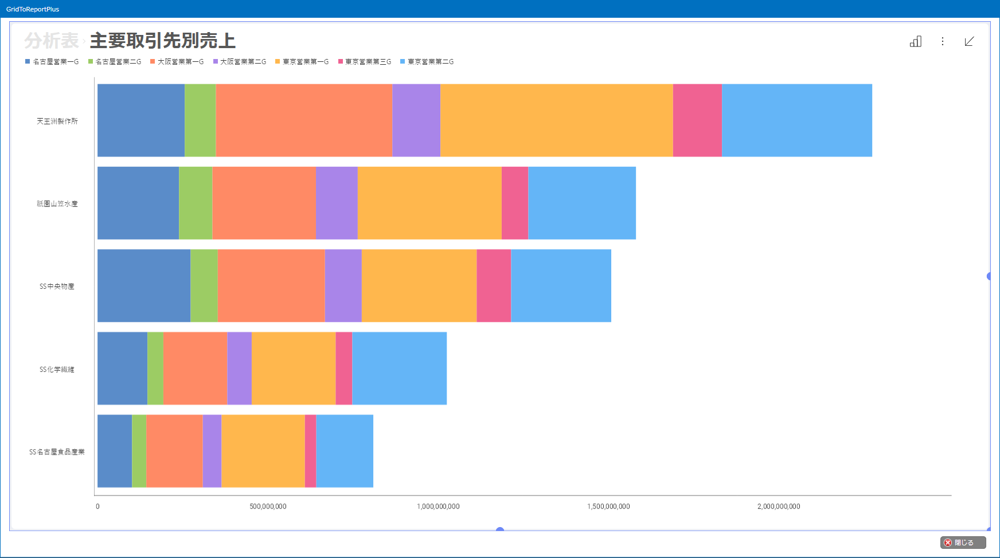 GridToReportPlus
分析表 › 主要取引先別売上
名古屋営業一G 名古屋営業二G 大阪営業第一G 大阪営業第二G 東京営業第一G 東京営業第三G 東京営業第二G
天王洲製作所
祇園山笠水産
SS中央物産
SS化学繊維
SS名古屋食品産業
0 500,000,000 1,000,000,000 1,500,000,000 2,000,000,000
閉じる